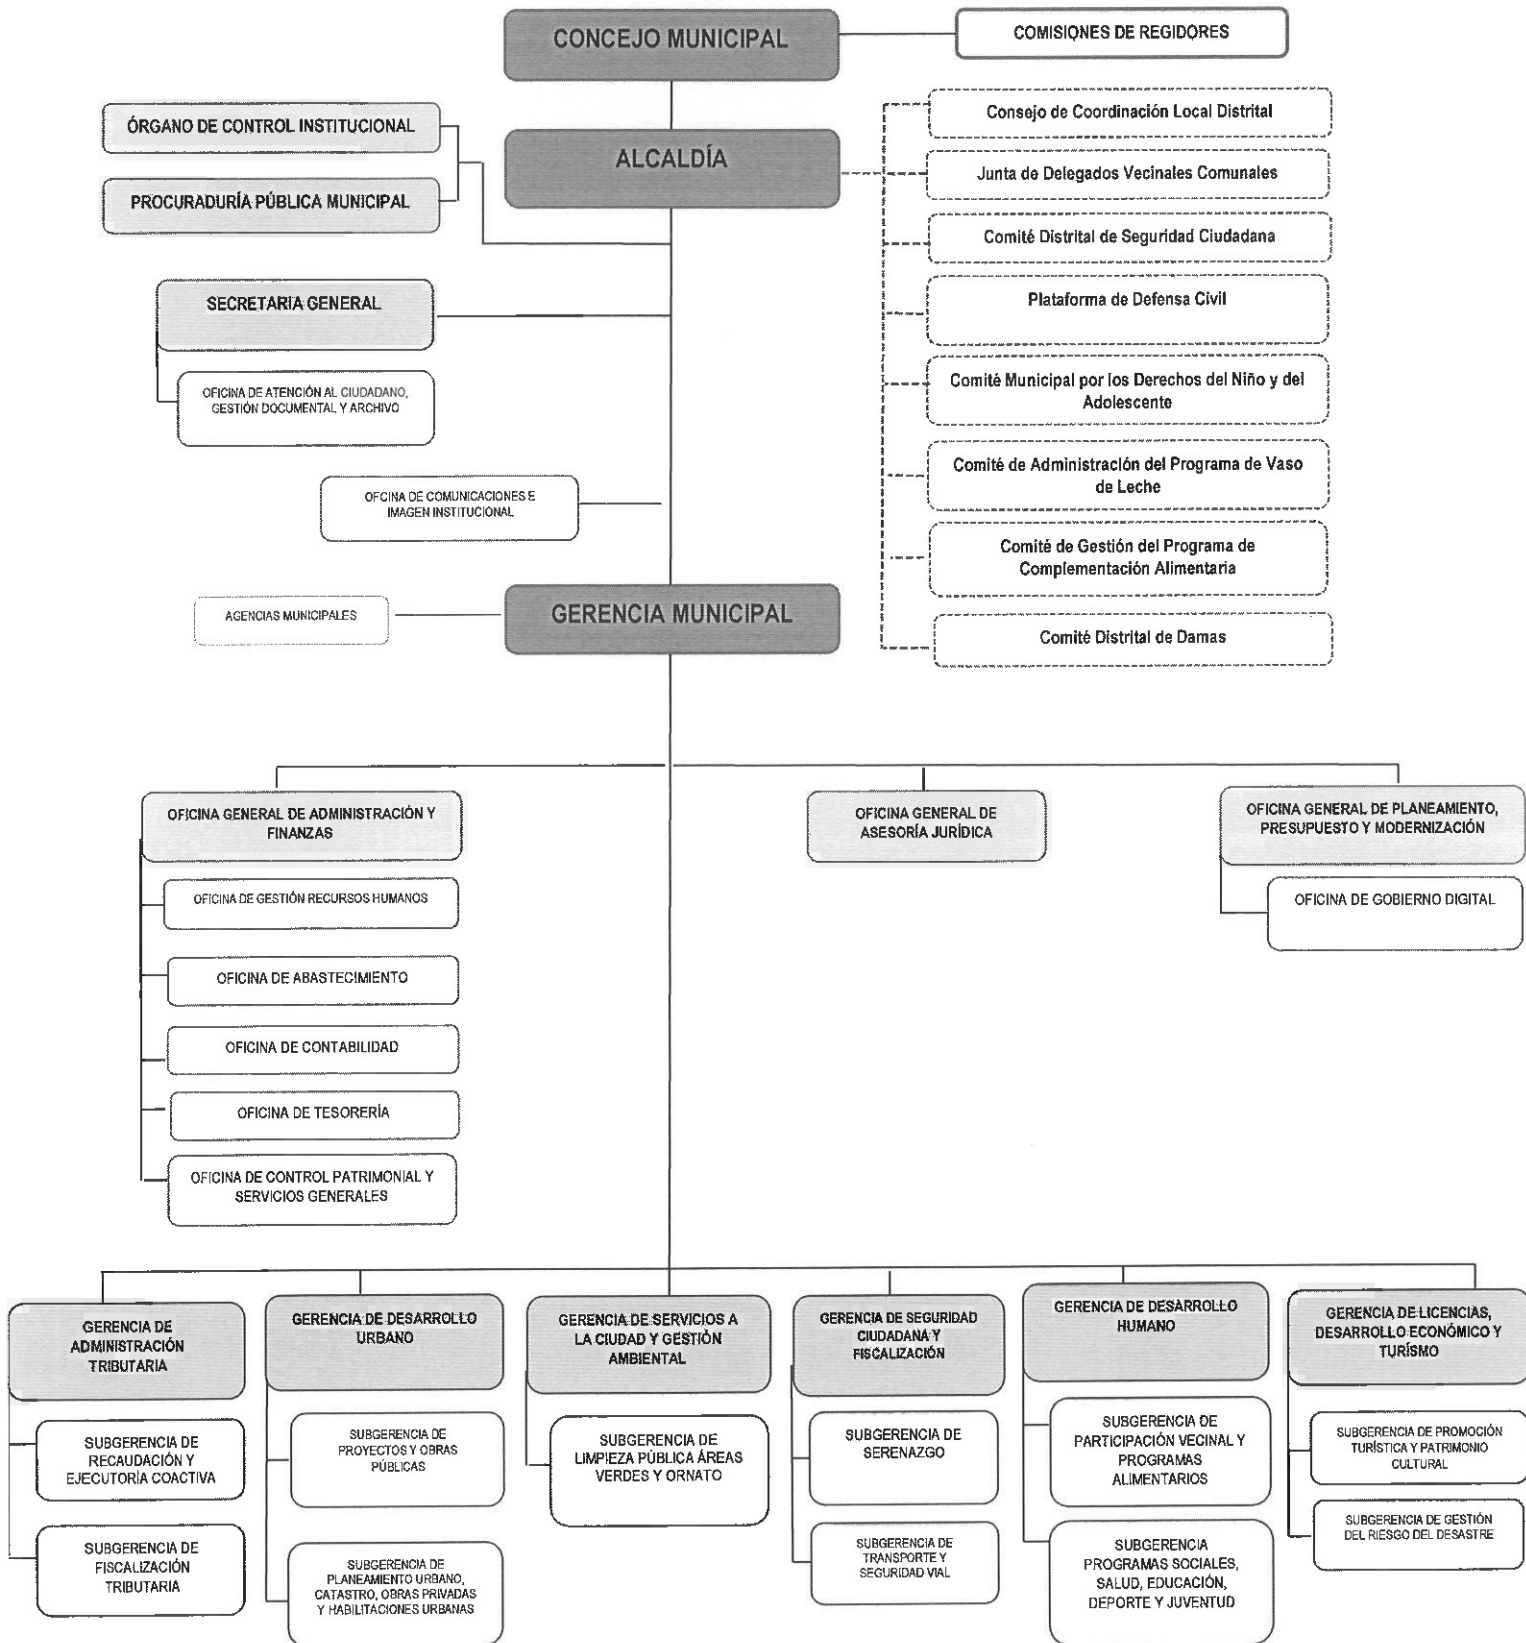 CONCEJO MUNICIPAL
COMISIONES DE REGIDORES
ÓRGANO DE CONTROL INSTITUCIONAL
PROCURADURÍA PÚBLICA MUNICIPAL
ALCALDÍA
Consejo de Coordinación Local Distrital
Junta de Delegados Vecinales Comunales
Comité Distrital de Seguridad Ciudadana
Plataforma de Defensa Civil
Comité Municipal por los Derechos del Niño y del
Adolescente
Comité de Administración del Programa de Vaso
de Leche
Comité de Gestión del Programa de
Complementación Alimentaria
Comité Distrital de Damas
SECRETARIA GENERAL
OFICINA DE ATENCIÓN AL CIUDADANO,
GESTIÓN DOCUMENTAL Y ARCHIVO
OFCINA DE COMUNICACIONES E
IMAGEN INSTITUCIONAL
AGENCIAS MUNICIPALES
GERENCIA MUNICIPAL
OFICINA GENERAL DE ADMINISTRACIÓN Y
FINANZAS
OFICINA DE GESTIÓN RECURSOS HUMANOS
OFICINA DE ABASTECIMIENTO
OFICINA DE CONTABILIDAD
OFICINA DE TESORERÍA
OFICINA DE CONTROL PATRIMONIAL Y
SERVICIOS GENERALES
OFICINA GENERAL DE
ASESORÍA JURÍDICA
OFICINA GENERAL DE PLANEAMIENTO,
PRESUPUESTO Y MODERNIZACIÓN
OFICINA DE GOBIERNO DIGITAL
GERENCIA DE
ADMINISTRACIÓN
TRIBUTARIA
SUBGERENCIA DE
RECAUDACIÓN Y
EJECUTORÍA COACTIVA
SUBGERENCIA DE
FISCALIZACIÓN
TRIBUTARIA
GERENCIA DE DESARROLLO
URBANO
SUBGERENCIA DE
PROYECTOS Y OBRAS
PÚBLICAS
SUBGERENCIA DE
PLANEAMIENTO URBANO,
CATASTRO, OBRAS PRIVADAS
Y HABILITACIONES URBANAS
GERENCIA DE SERVICIOS A
LA CIUDAD Y GESTIÓN
AMBIENTAL
SUBGERENCIA DE
LIMPIEZA PÚBLICA ÁREAS
VERDES Y ORNATO
GERENCIA DE SEGURIDAD
CIUDADANA Y
FISCALIZACIÓN
SUBGERENCIA DE
SERENAZGO
SUBGERENCIA DE
TRANSPORTE Y
SEGURIDAD VIAL
GERENCIA DE DESARROLLO
HUMANO
SUBGERENCIA DE
PARTICIPACIÓN VECINAL Y
PROGRAMAS
ALIMENTARIOS
SUBGERENCIA
PROGRAMAS SOCIALES,
SALUD, EDUCACIÓN,
DEPORTE Y JUVENTUD
GERENCIA DE LICENCIAS,
DESARROLLO ECONÓMICO Y
TURÍSMO
SUBGERENCIA DE PROMOCIÓN
TURÍSTICA Y PATRIMONIO
CULTURAL
SUBGERENCIA DE GESTIÓN
DEL RIESGO DEL DESASTRE